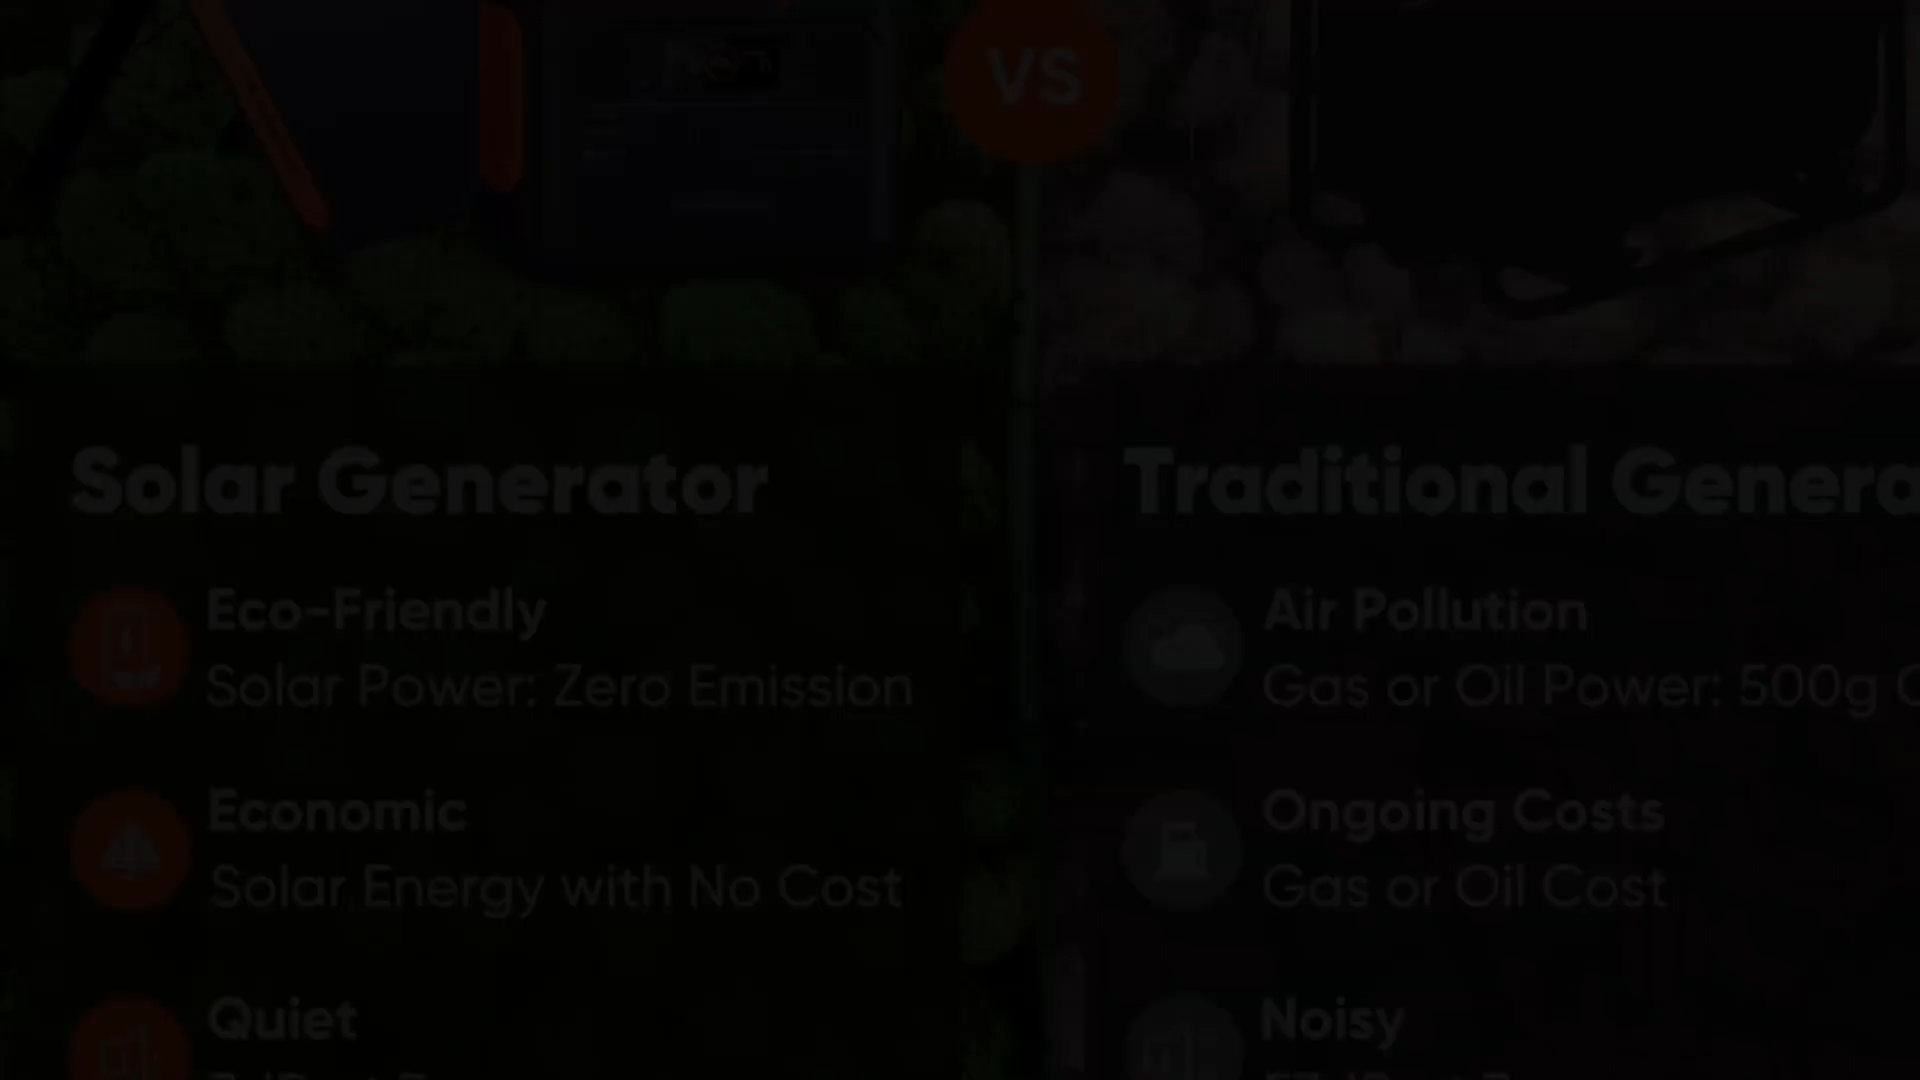 VS
Solar Generator
Eco-Friendly
Solar Power: Zero Emission
Economic
Solar Energy with No Cost
Quiet
Traditional Genera
Air Pollution
Gas or Oil Power: 500g
Ongoing Costs
Gas or Oil Cost
Noisy